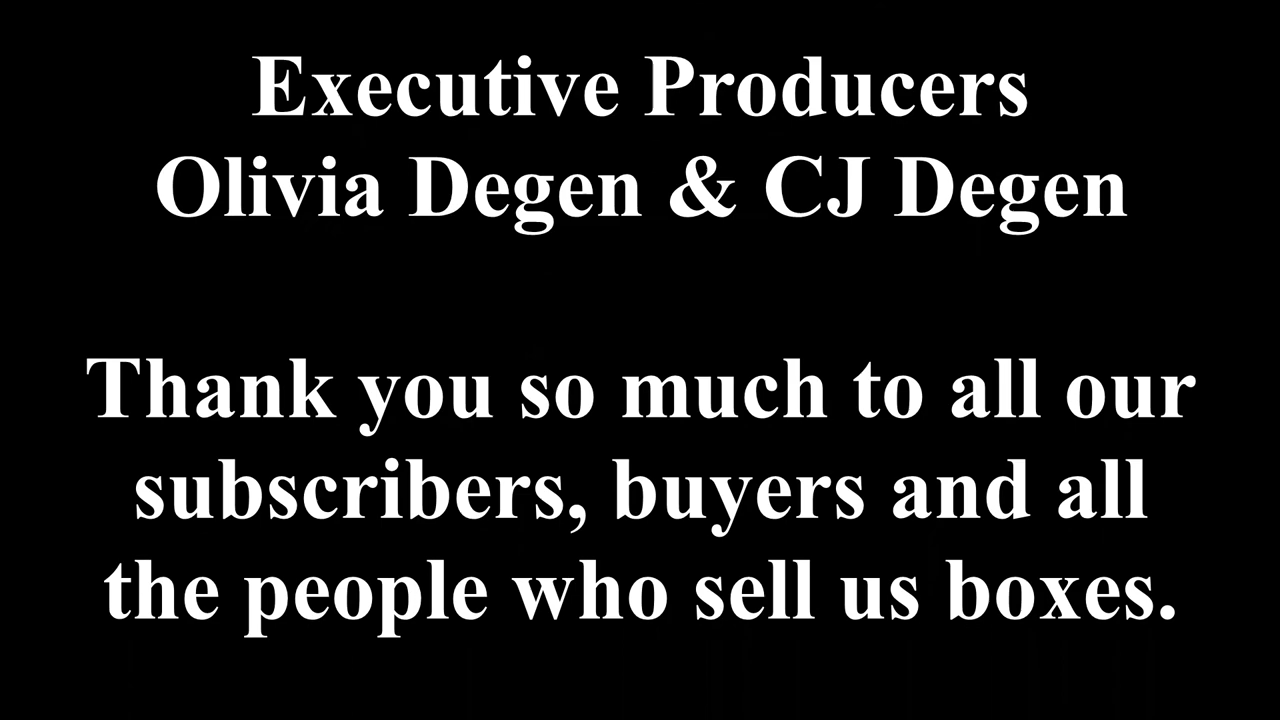 Executive Producers
Olivia Degen & CJ Degen
Thank you so much to all our
subscribers, buyers and all
the people who sell us boxes.